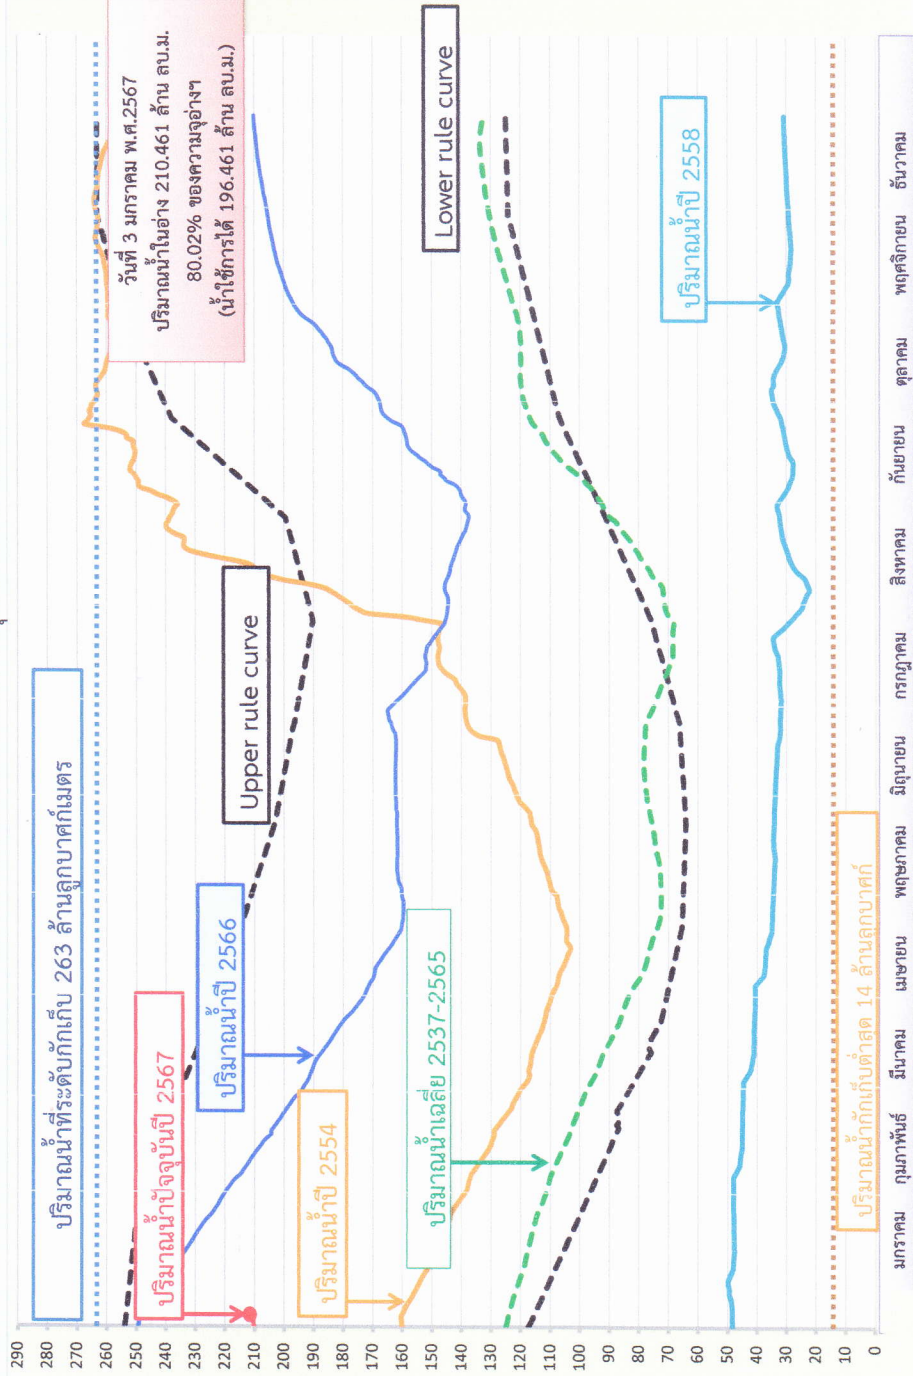 ปริมาณน้ำที่ระดับกักเก็บ 263 ล้านลูกบาศก์เมตร
วันที่ 3 มกราคม พ.ศ.2567
ปริมาณน้ำในอ่าง 210.461 ล้าน ลบ.ม.
80.02% ของความจุอ่างฯ
(น้ำใช้การได้ 196.461 ล้าน ลบ.ม.)
ปริมาณน้ำปัจจุบันปี 2567
ปริมาณน้ำปี 2566
Upper rule curve
ปริมาณน้ำปี 2554
ปริมาณน้ำเฉลี่ย 2537-2565
Lower rule curve
ปริมาณน้ำปี 2558
ปริมาณน้ำกักเก็บต่ำสุด 14 ล้านลูกบาศก์
290
280
270
260
250
240
230
220
210
200
190
180
170
160
150
140
130
120
110
100
90
80
70
60
50
40
30
20
10
0
มกราคม กุมภาพันธ์ มีนาคม เมษายน พฤษภาคม มิถุนายน กรกฎาคม สิงหาคม กันยายน ตุลาคม พฤศจิกายน ธันวาคม